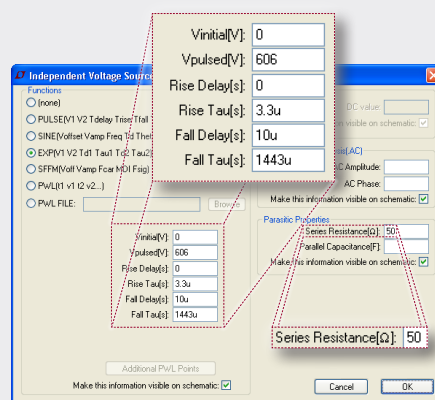 Vinitial[V]: 0
Vpulsed[V]: 606
Rise Delay[s]: 0
Rise Tau[s]: 3.3u
Fall Delay[s]: 10u
Fall Tau[s]: 1443u
Independent Voltage Sourc
Functions
(none)
PULSE(V1 V2 Tdelay Trise Tfall
SINE(Voffset Vamp Freq Td Thet
EXP(V1 V2 Td1 Tau1 Td2 Tau2)
SFFM(Voff Vamp Fcar MDI Fsig)
PWL(t1 v1 t2 v2...)
PWL FILE:
Browse
Vinitial[V]: 0
Vpulsed[V]: 606
Rise Delay[s]: 0
Rise Tau[s]: 3.3u
Fall Delay[s]: 10u
Fall Tau[s]: 1443u
Additional PWL Points
Make this information visible on schematic:
DC value:
visible on schematic:
(AC)
AC Amplitude:
AC Phase:
Make this information visible on schematic:
Parasitic Properties
Series Resistance[Ω]: 50
Parallel Capacitance[F]:
Make this information visible on schematic:
Series Resistance[Ω]: 50
Cancel
OK